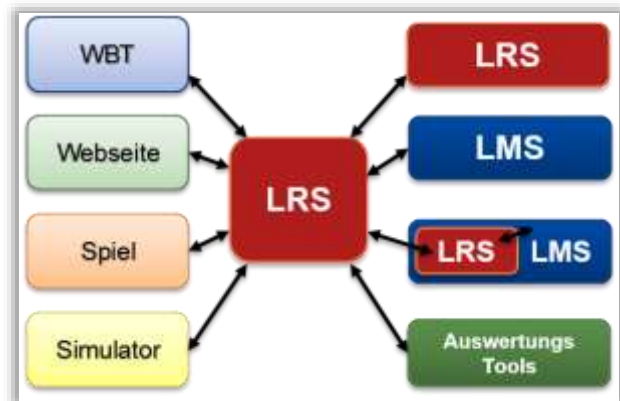 WBT
Webseite
Spiel
Simulator
LRS
LRS
LMS
LRS LMS
Auswertungs
Tools